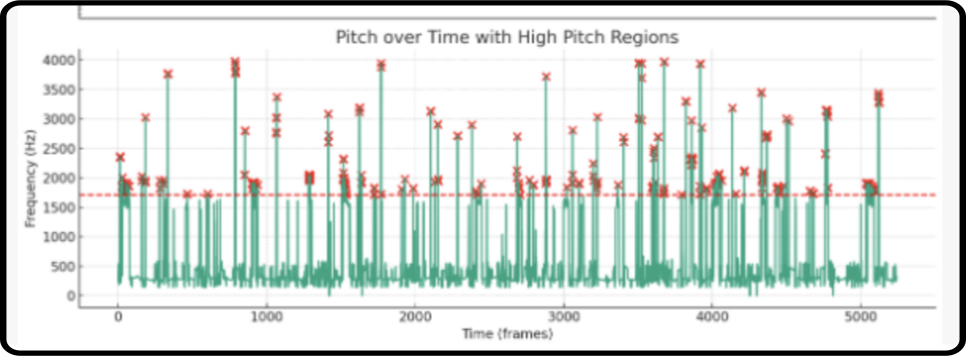 Pitch over Time with High Pitch Regions
4000
3500
3000
2500
2000
1500
1000
500
0
Frequency (Hz)
0 1000 2000 3000 4000 5000
Time (frames)